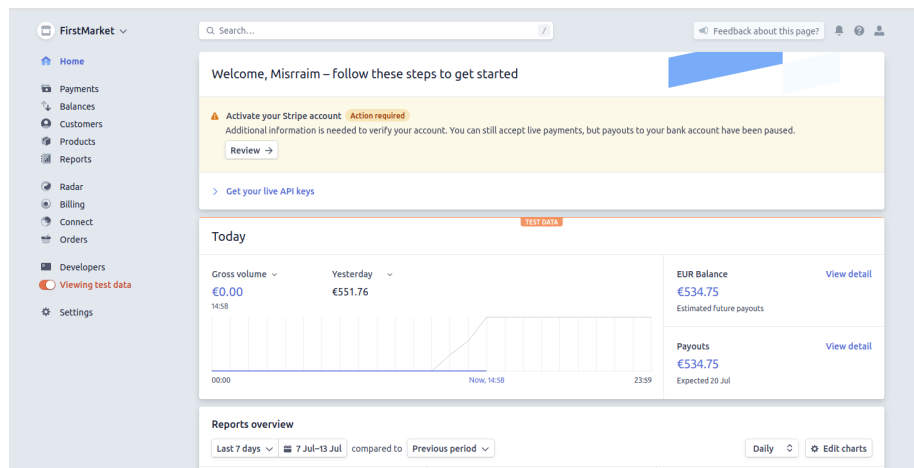 FirstMarket
Search...
/
Feedback about this page?
Home
Payments
Balances
Customers
Products
Reports
Radar
Billing
Connect
Orders
Developers
Viewing test data
Settings
Welcome, Misrraim – follow these steps to get started
Activate your Stripe account Action required
Additional information is needed to verify your account. You can still accept live payments, but payouts to your bank account have been paused.
Review →
Get your live API keys
TEST DATA
Today
Gross volume
Yesterday
€0.00
€551.76
14:58
00:00
Now, 14:58
23:59
EUR Balance
View detail
€534.75
Estimated future payouts
Payouts
View detail
€534.75
Expected 20 Jul
Reports overview
Last 7 days
7 Jul–13 Jul
compared to
Previous period
Daily
Edit charts